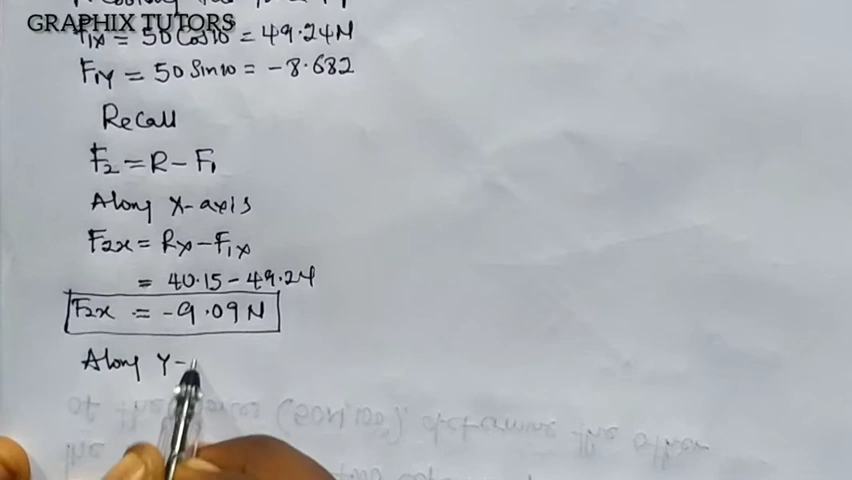 GRAPHIX TUTORS
F1x = 50 Cos10 = 49.24N
F1Y = 50 Sin10 = -8.682
Recall
F2 = R - F1
Along X-axis
F2x = Rx - F1x
= 40.15 - 49.24
F2x = -9.09N
Along Y-